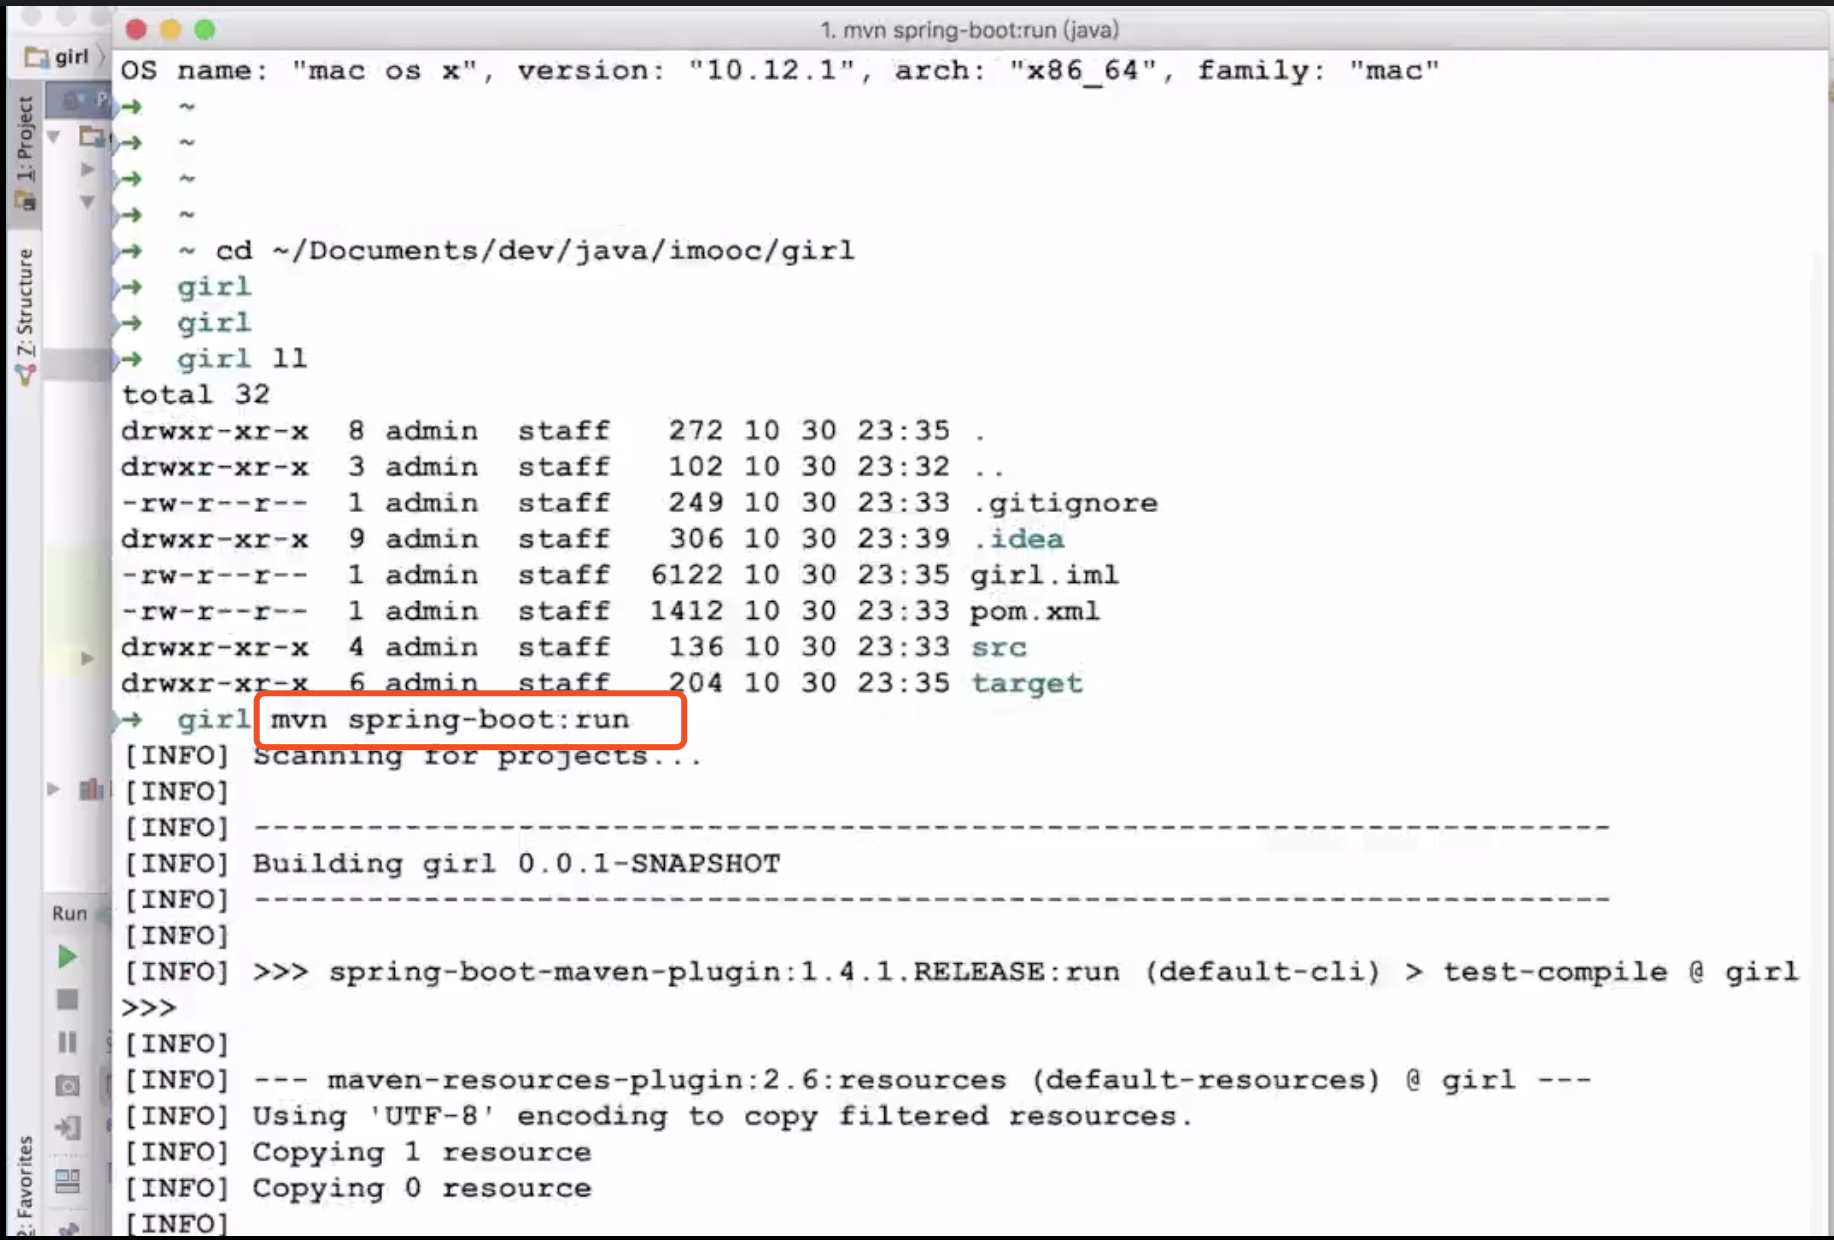 1. mvn spring-boot:run (java)
girl
1: Project
Z: Structure
Run
2: Favorites
OS name: "mac os x", version: "10.12.1", arch: "x86_64", family: "mac"
➜ ~
➜ ~
➜ ~
➜ ~
➜ ~ cd ~/Documents/dev/java/imooc/girl
➜ girl
➜ girl
➜ girl ll
total 32
drwxr-xr-x 8 admin staff 272 10 30 23:35 .
drwxr-xr-x 3 admin staff 102 10 30 23:32 ..
-rw-r--r-- 1 admin staff 249 10 30 23:33 .gitignore
drwxr-xr-x 9 admin staff 306 10 30 23:39 .idea
-rw-r--r-- 1 admin staff 6122 10 30 23:35 girl.iml
-rw-r--r-- 1 admin staff 1412 10 30 23:33 pom.xml
drwxr-xr-x 4 admin staff 136 10 30 23:33 src
drwxr-xr-x 6 admin staff 204 10 30 23:35 target
➜ girl mvn spring-boot:run
[INFO] Scanning for projects...
[INFO]
[INFO] ------------------------------------------------------------------------
[INFO] Building girl 0.0.1-SNAPSHOT
[INFO] ------------------------------------------------------------------------
[INFO]
[INFO] >>> spring-boot-maven-plugin:1.4.1.RELEASE:run (default-cli) > test-compile @ girl
>>>
[INFO]
[INFO] --- maven-resources-plugin:2.6:resources (default-resources) @ girl ---
[INFO] Using 'UTF-8' encoding to copy filtered resources.
[INFO] Copying 1 resource
[INFO] Copying 0 resource
[INFO]